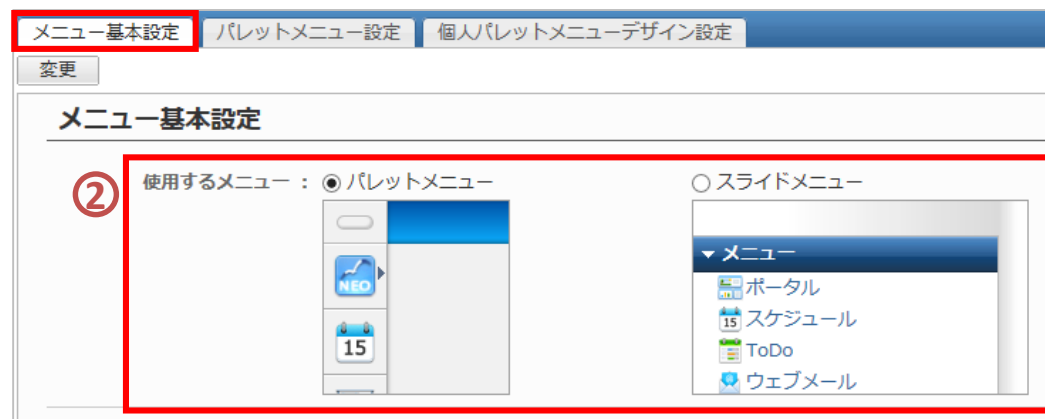 メニュー基本設定 パレットメニュー設定 個人パレットメニューデザイン設定
変更
メニュー基本設定
② 使用するメニュー : パレットメニュー スライドメニュー
NEO
15
メニュー
ポータル
15 スケジュール
ToDo
ウェブメール